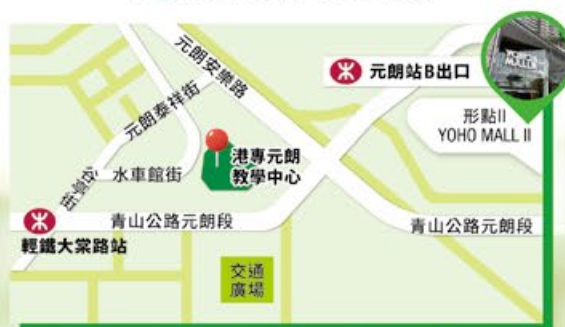 元朗安樂路
元朗站B出口
元朗泰祥街
形點II
YOHO MALL II
港專元朗
教學中心
水車館街
青山公路元朗段
青山公路元朗段
輕鐵大棠路站
交通
廣場